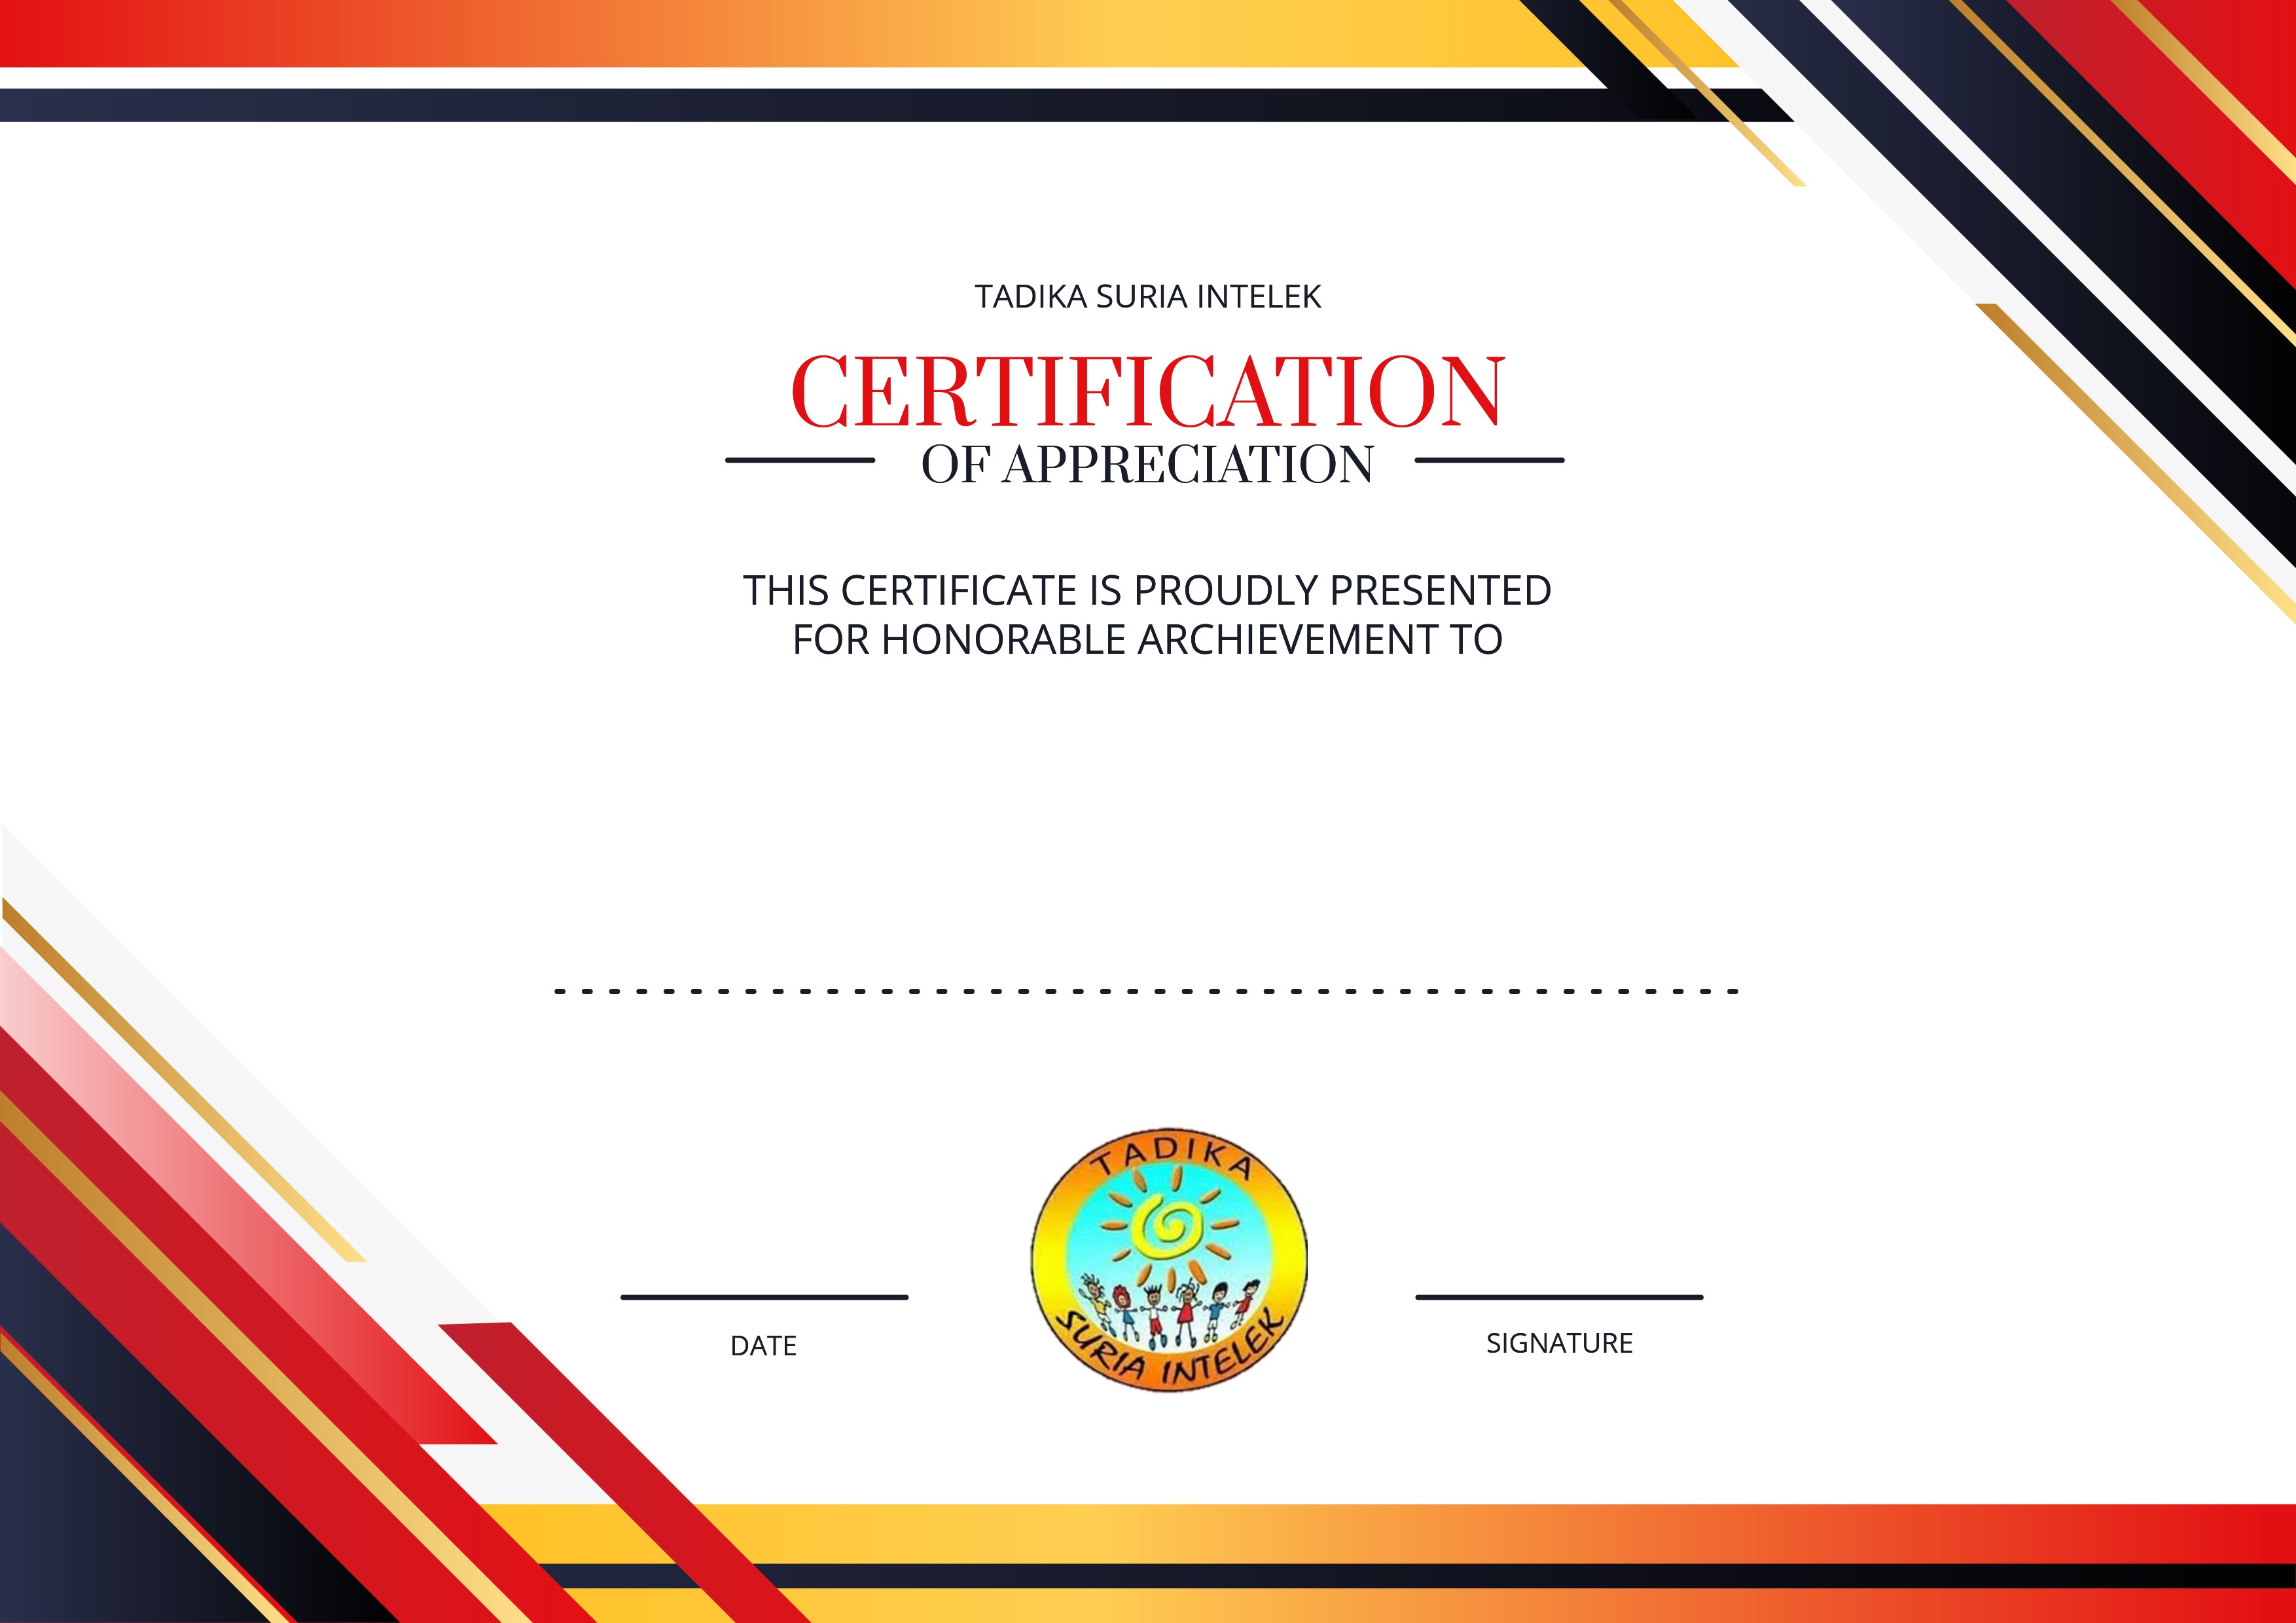 TADIKA SURIA INTELEK
CERTIFICATION
OF APPRECIATION
THIS CERTIFICATE IS PROUDLY PRESENTED
FOR HONORABLE ARCHIEVEMENT TO
TADIKA
SURIA INTELEK
DATE
SIGNATURE